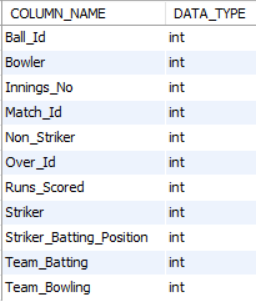 COLUMN_NAME DATA_TYPE
Ball_Id int
Bowler int
Innings_No int
Match_Id int
Non_Striker int
Over_Id int
Runs_Scored int
Striker int
Striker_Batting_Position int
Team_Batting int
Team_Bowling int